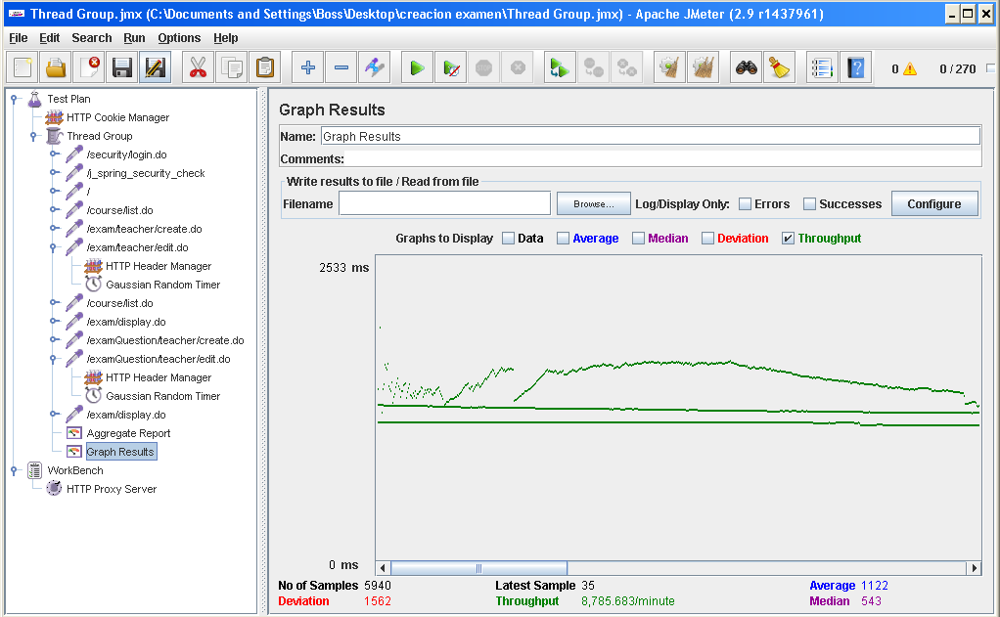 Thread Group.jmx (C:\Documents and Settings\Boss\Desktop\creacion examen\Thread Group.jmx) - Apache JMeter (2.9 r1437961)
File Edit Search Run Options Help
0 0 / 270
Test Plan
HTTP Cookie Manager
Thread Group
/security/login.do
/j_spring_security_check
/
/course/list.do
/exam/teacher/create.do
/exam/teacher/edit.do
HTTP Header Manager
Gaussian Random Timer
/course/list.do
/exam/display.do
/examQuestion/teacher/create.do
/examQuestion/teacher/edit.do
HTTP Header Manager
Gaussian Random Timer
/exam/display.do
Aggregate Report
Graph Results
WorkBench
HTTP Proxy Server
Graph Results
Name: Graph Results
Comments:
Write results to file / Read from file
Filename Browse... Log/Display Only: Errors Successes Configure
Graphs to Display Data Average Median Deviation Throughput
2533 ms
0 ms
No of Samples 5940 Latest Sample 35 Average 1122
Deviation 1562 Throughput 8,785.683/minute Median 543